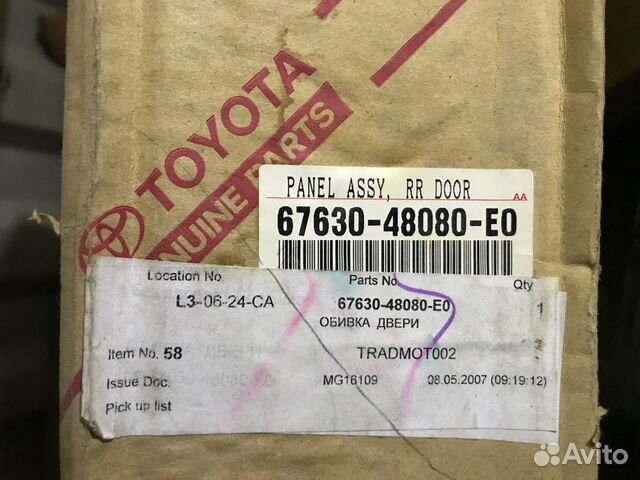 TOYOTA
GENUINE PARTS
PANEL ASSY, RR DOOR
AA
67630-48080-E0
Location No.
Parts No.
Qty
L3-06-24-CA
67630-48080-E0
1
ОБИВКА ДВЕРИ
Item No. 58
TRADMOT002
Issue Doc.
MG16109
08.05.2007 (09:19:12)
Pick up list
Avito